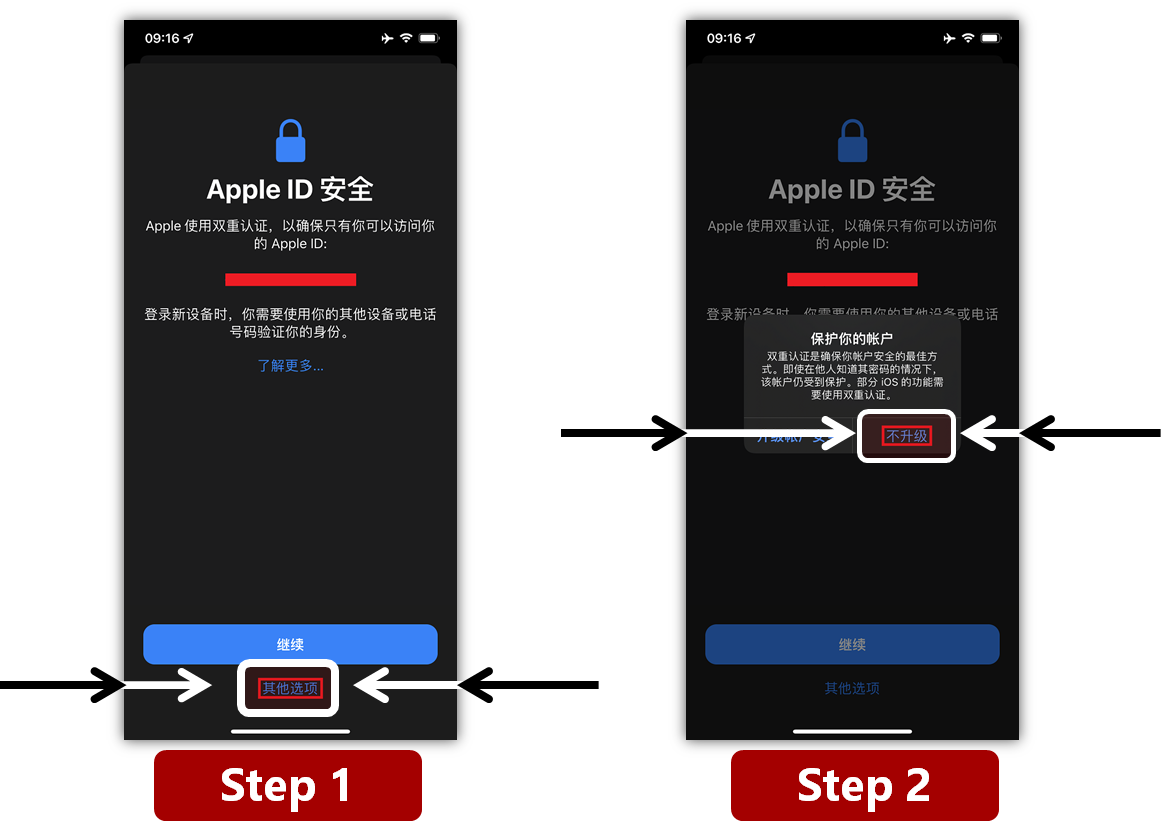 09:16
Apple ID 安全
Apple 使用双重认证，以确保只有你可以访问你
的 Apple ID:
登录新设备时，你需要使用你的其他设备或电话
号码验证你的身份。
了解更多...
继续
其他选项
Step 1
09:16
Apple ID 安全
Apple 使用双重认证，以确保只有你可以访问你
的 Apple ID:
登录新设备时，你需要使用你的其他设备或电话
保护你的帐户
双重认证是确保你帐户安全的最佳方
式。即使在他人知道其密码的情况下，
该帐户仍受到保护。部分 iOS 的功能需
要使用双重认证。
不升级
继续
其他选项
Step 2